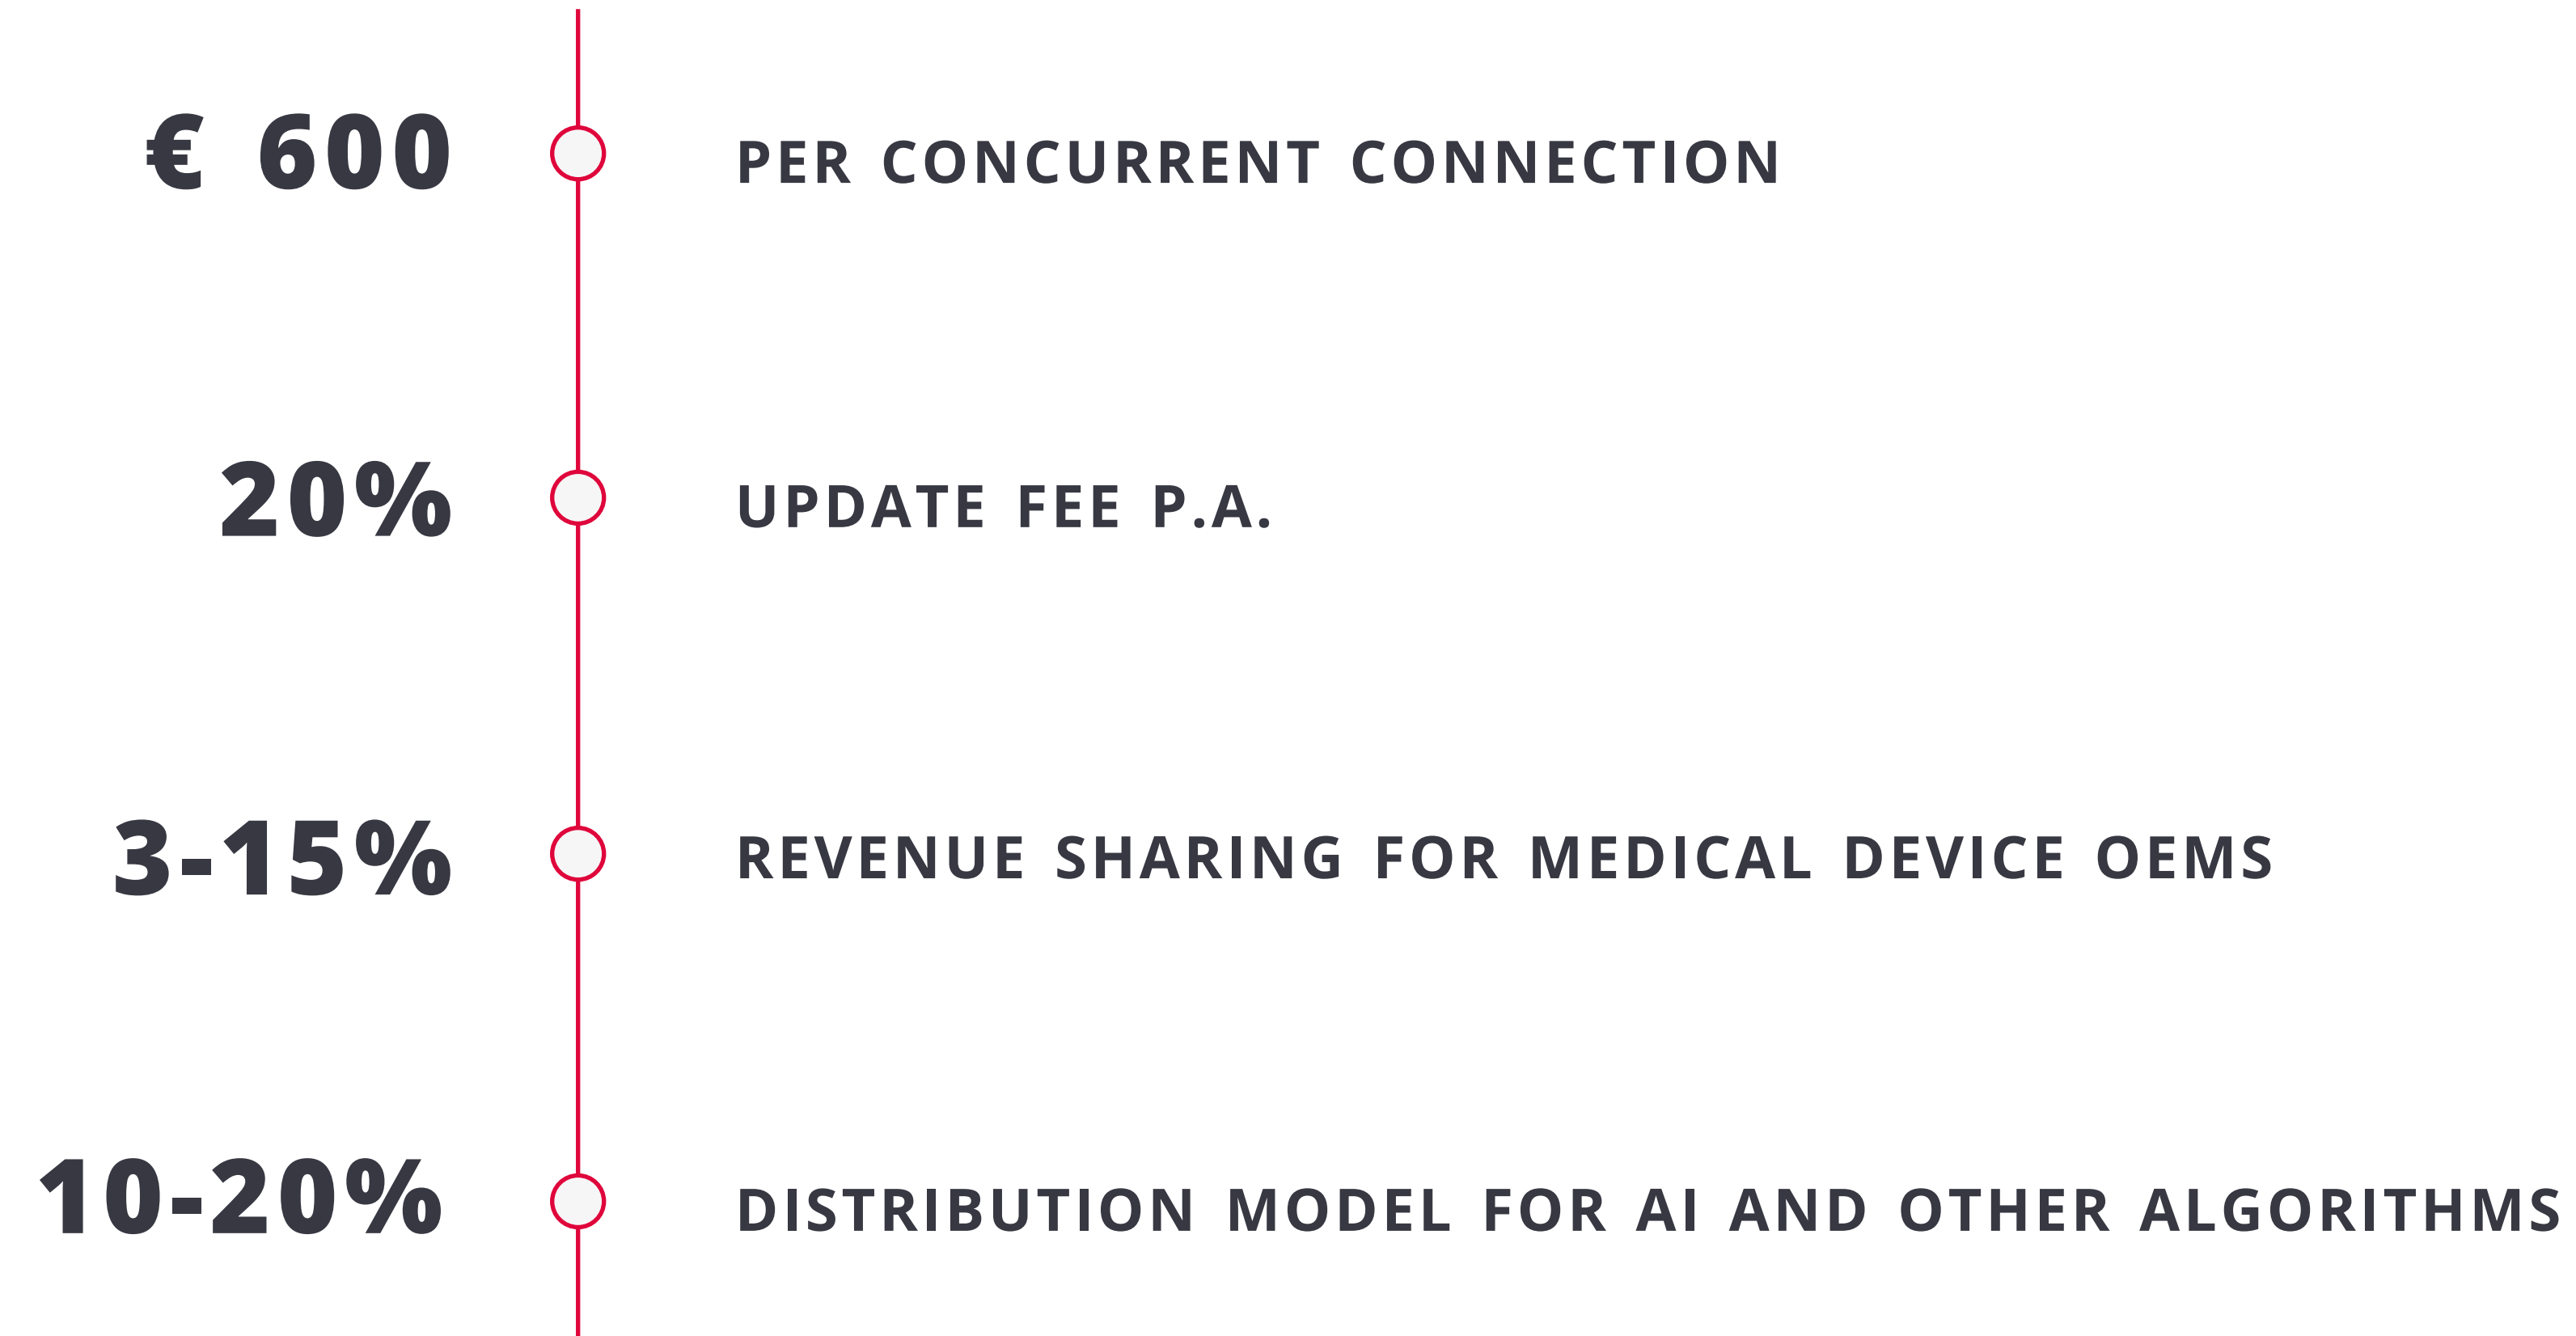 € 600 PER CONCURRENT CONNECTION
20% UPDATE FEE P.A.
3-15% REVENUE SHARING FOR MEDICAL DEVICE OEMS
10-20% DISTRIBUTION MODEL FOR AI AND OTHER ALGORITHMS